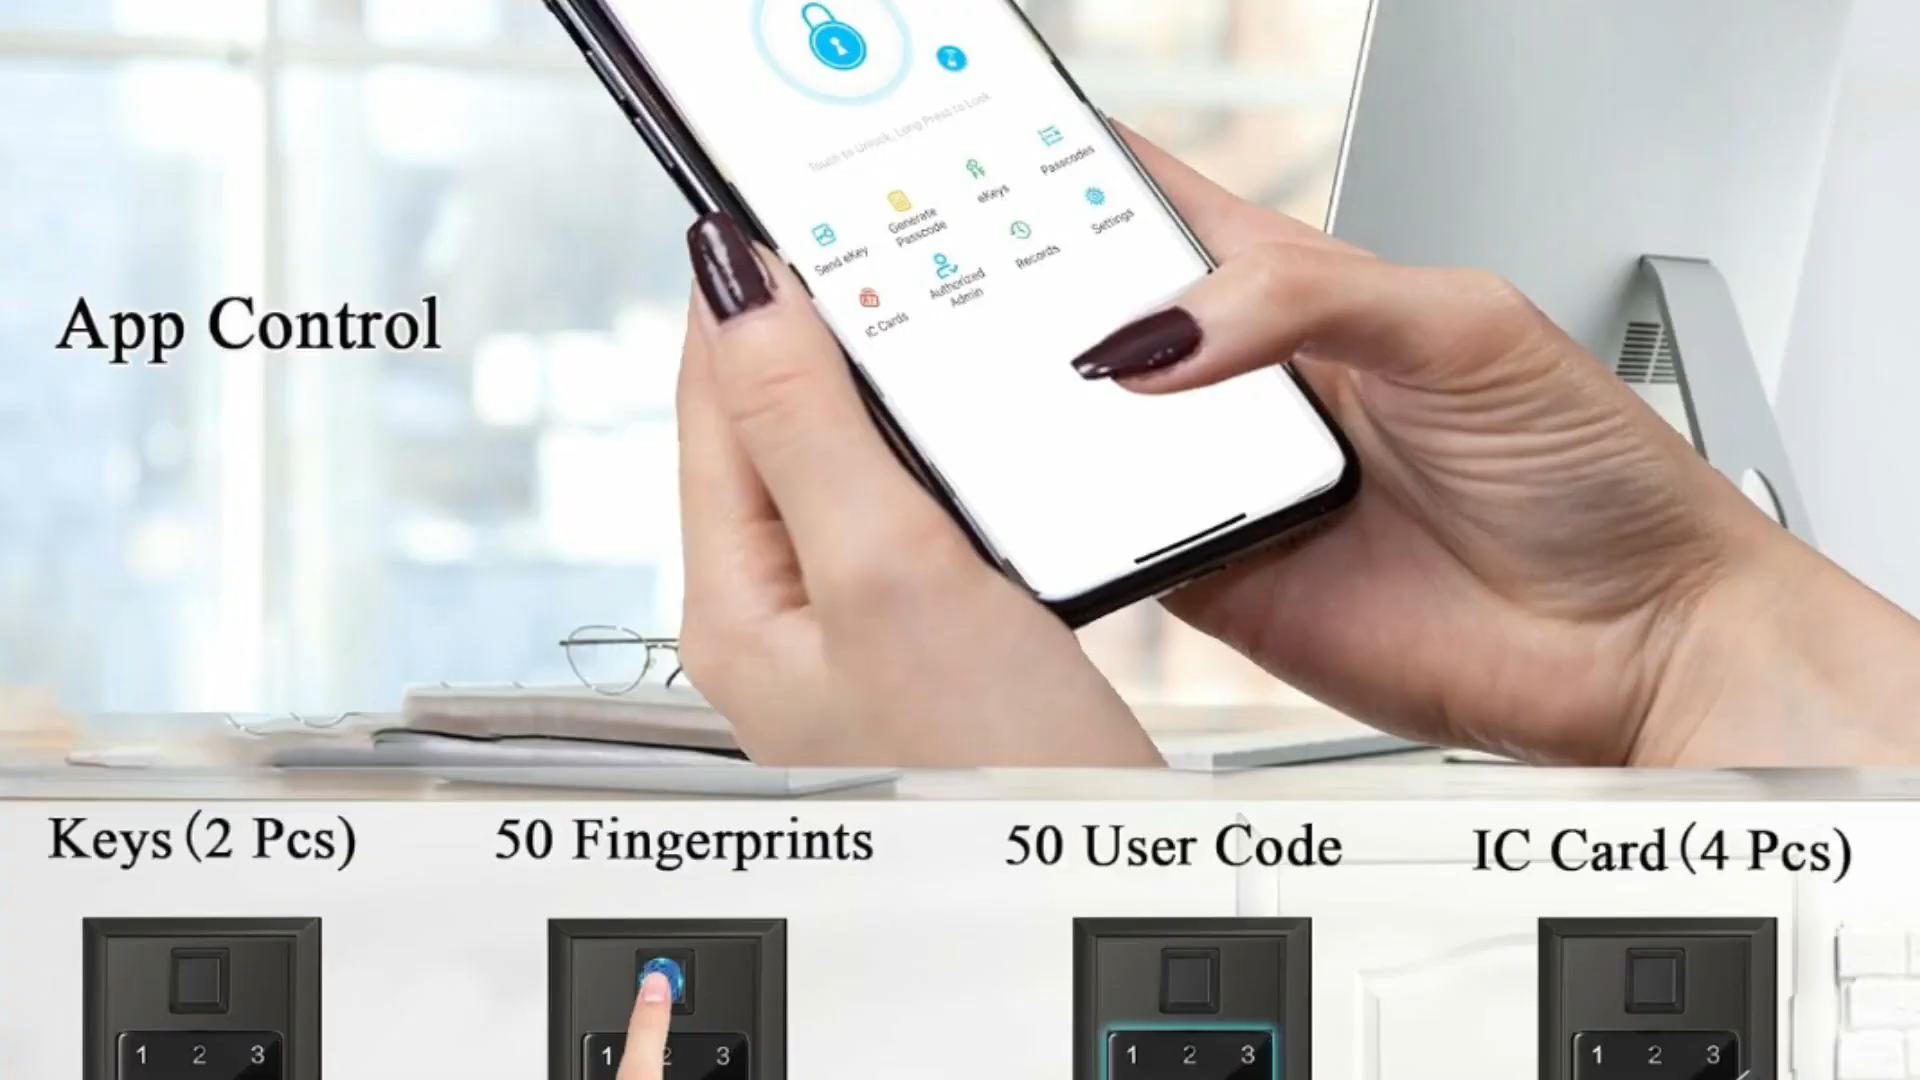 Touch to Unlock, Long Press to Lock
Send eKey
Generate
Passcode
eKeys
Passcodes
IC Cards
Authorized
Admin
Records
Settings
App Control
Keys(2 Pcs)
50 Fingerprints
50 User Code
IC Card(4 Pcs)
1 2 3
1 2 3
1 2 3
1 2 3